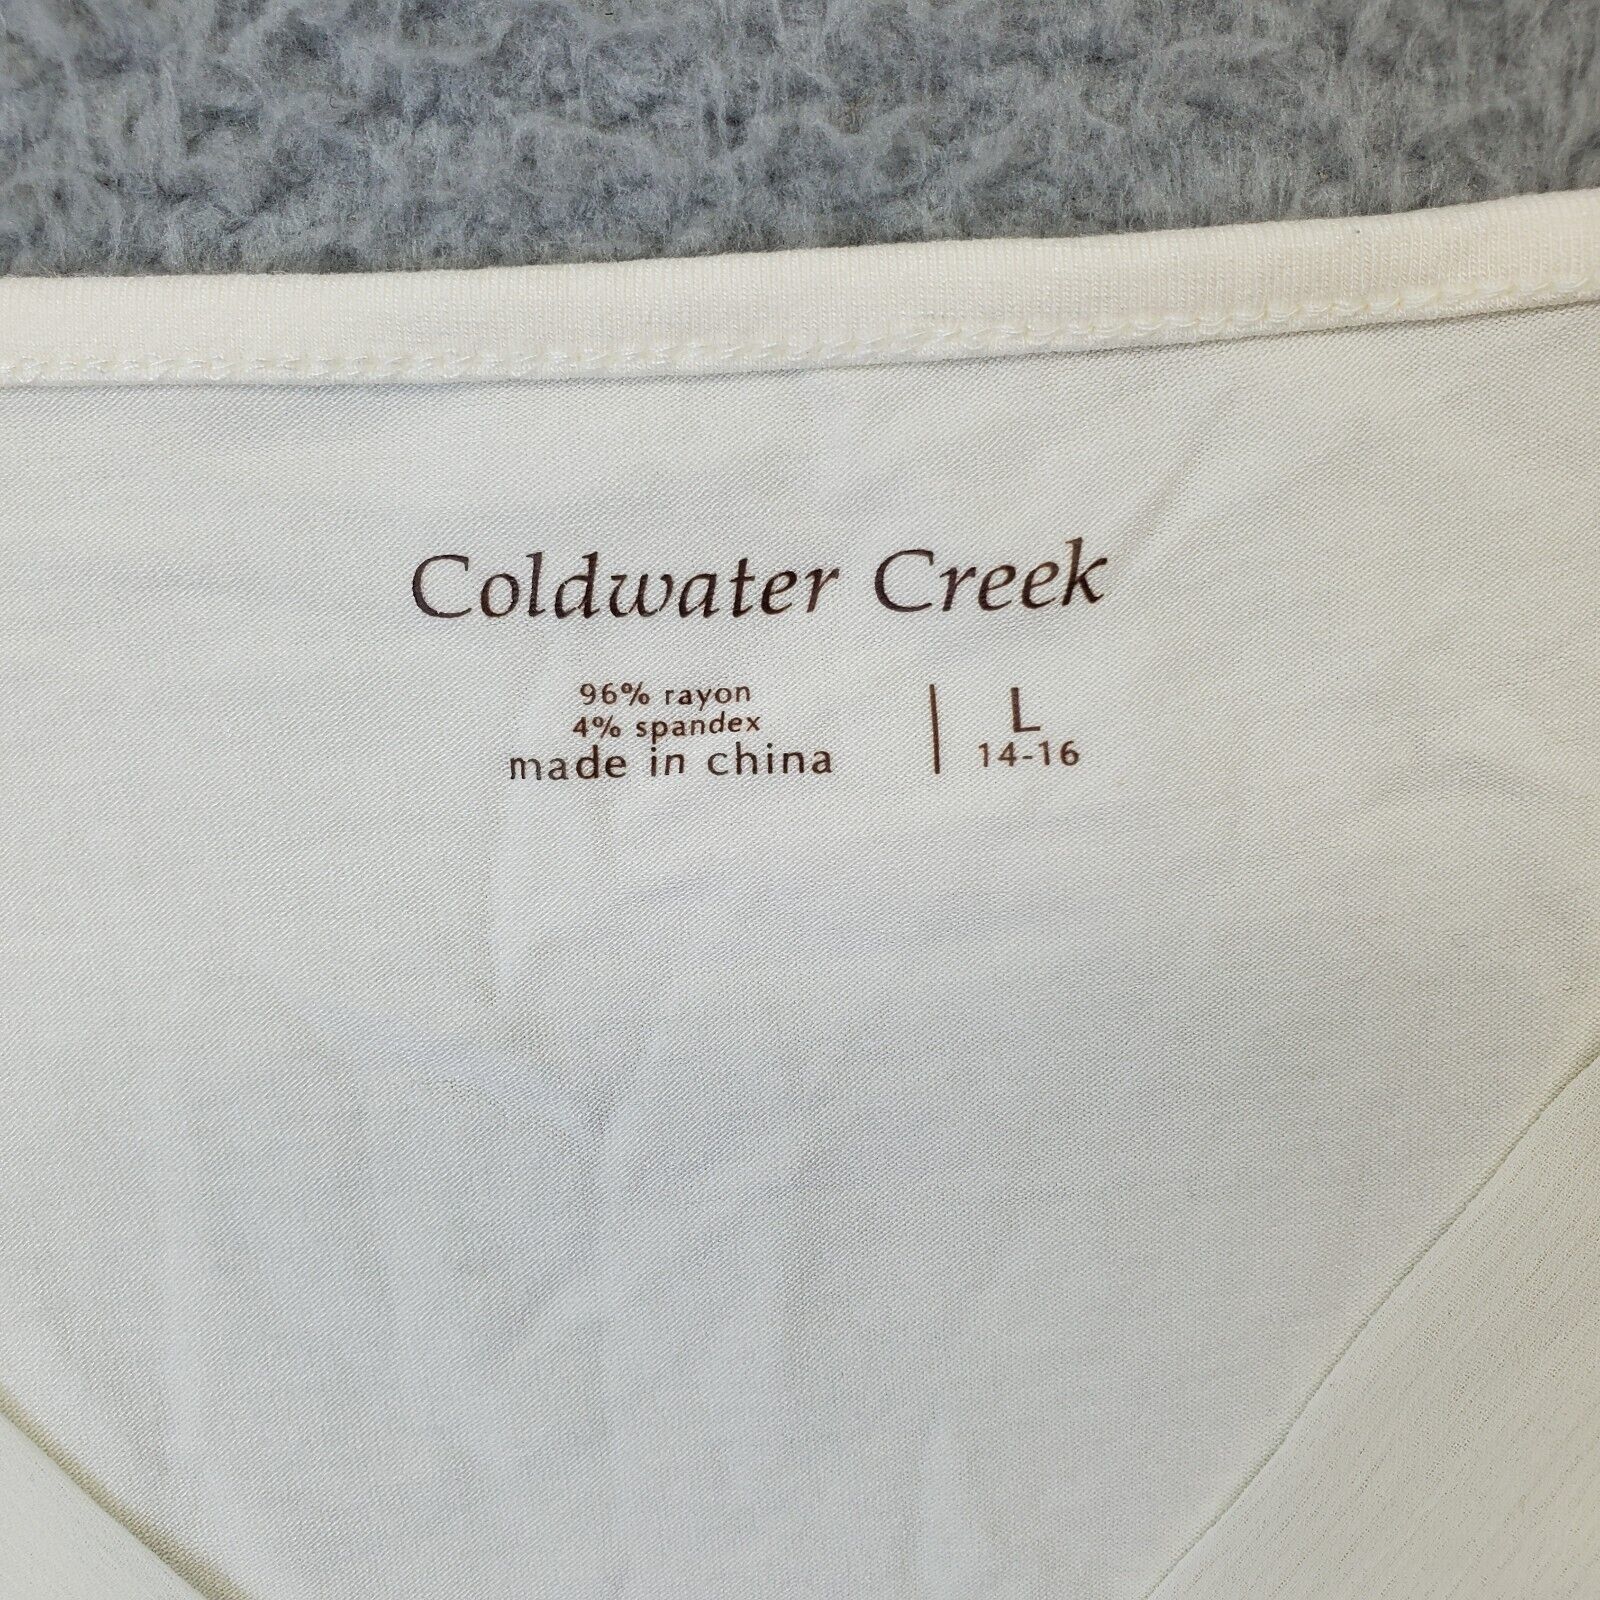 Coldwater Creek
96% rayon
4% spandex
made in china
L
14-16